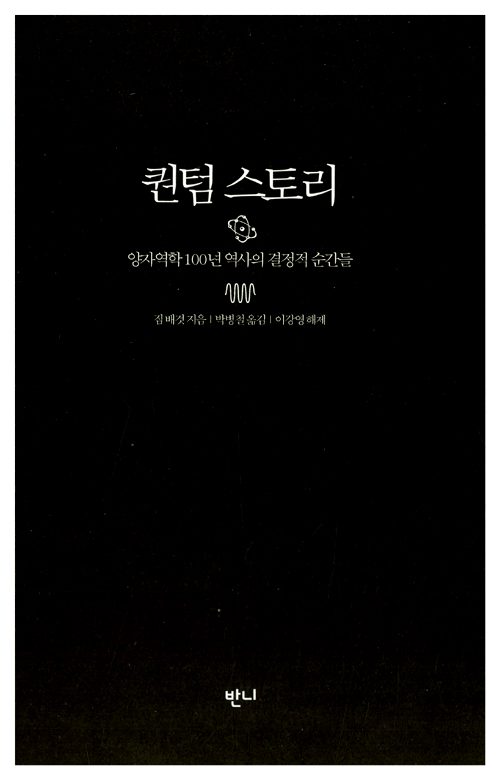 퀀텀 스토리
양자역학 100년 역사의 결정적 순간들
짐 배것 지음 | 박병철 옮김 | 이강영 해제
반니